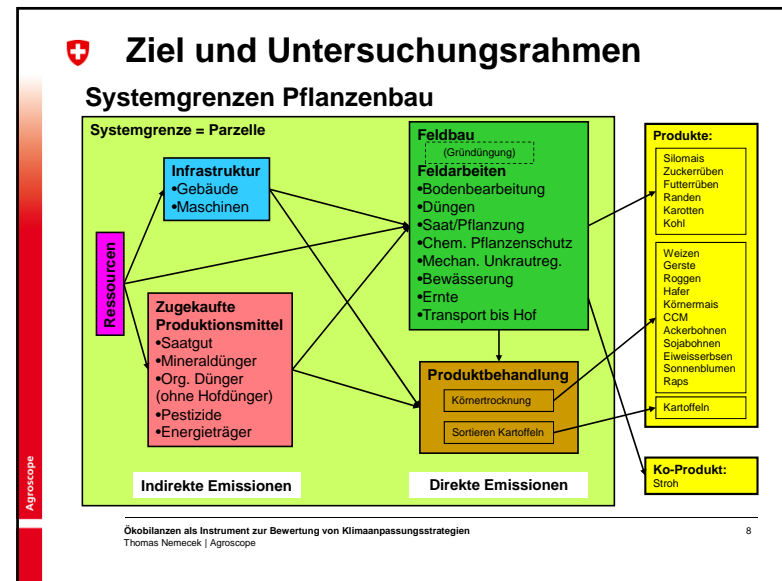 Ziel und Untersuchungsrahmen
Systemgrenzen Pflanzenbau
Systemgrenze = Parzelle
Ressourcen
Infrastruktur
•Gebäude
•Maschinen
Zugekaufte
Produktionsmittel
•Saatgut
•Mineraldünger
•Org. Dünger
(ohne Hofdünger)
•Pestizide
•Energieträger
Indirekte Emissionen
Feldbau
(Gründüngung)
Feldarbeiten
•Bodenbearbeitung
•Düngen
•Saat/Pflanzung
•Chem. Pflanzenschutz
•Mechan. Unkrautreg.
•Bewässerung
•Ernte
•Transport bis Hof
Produktbehandlung
Körnertrocknung
Sortieren Kartoffeln
Direkte Emissionen
Produkte:
Silomais
Zuckerrüben
Futterrüben
Randen
Karotten
Kohl
Weizen
Gerste
Roggen
Hafer
Körnermais
CCM
Ackerbohnen
Sojabohnen
Eiweisserbsen
Sonnenblumen
Raps
Kartoffeln
Ko-Produkt:
Stroh
Agroscope
Ökobilanzen als Instrument zur Bewertung von Klimaanpassungsstrategien
Thomas Nemecek | Agroscope
8